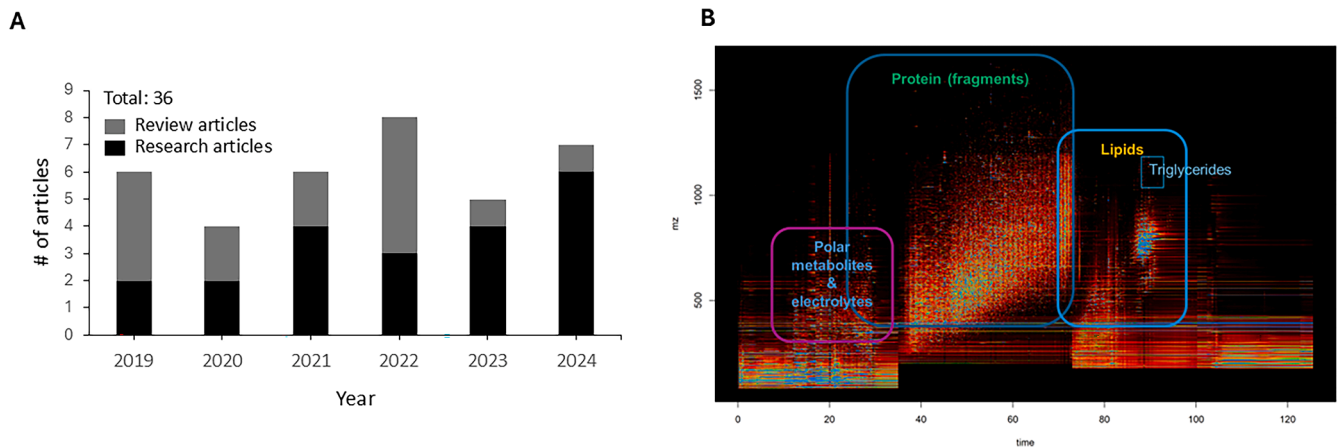 A
9
8
7
6
5
4
3
2
1
0
Total: 36
Review articles
Research articles
# of articles
2019
2020
2021
2022
2023
2024
Year
B
1500
1000
500
mz
Protein (fragments)
Lipids
Triglycerides
Polar
metabolites
&
electrolytes
0
20
40
60
80
100
120
time